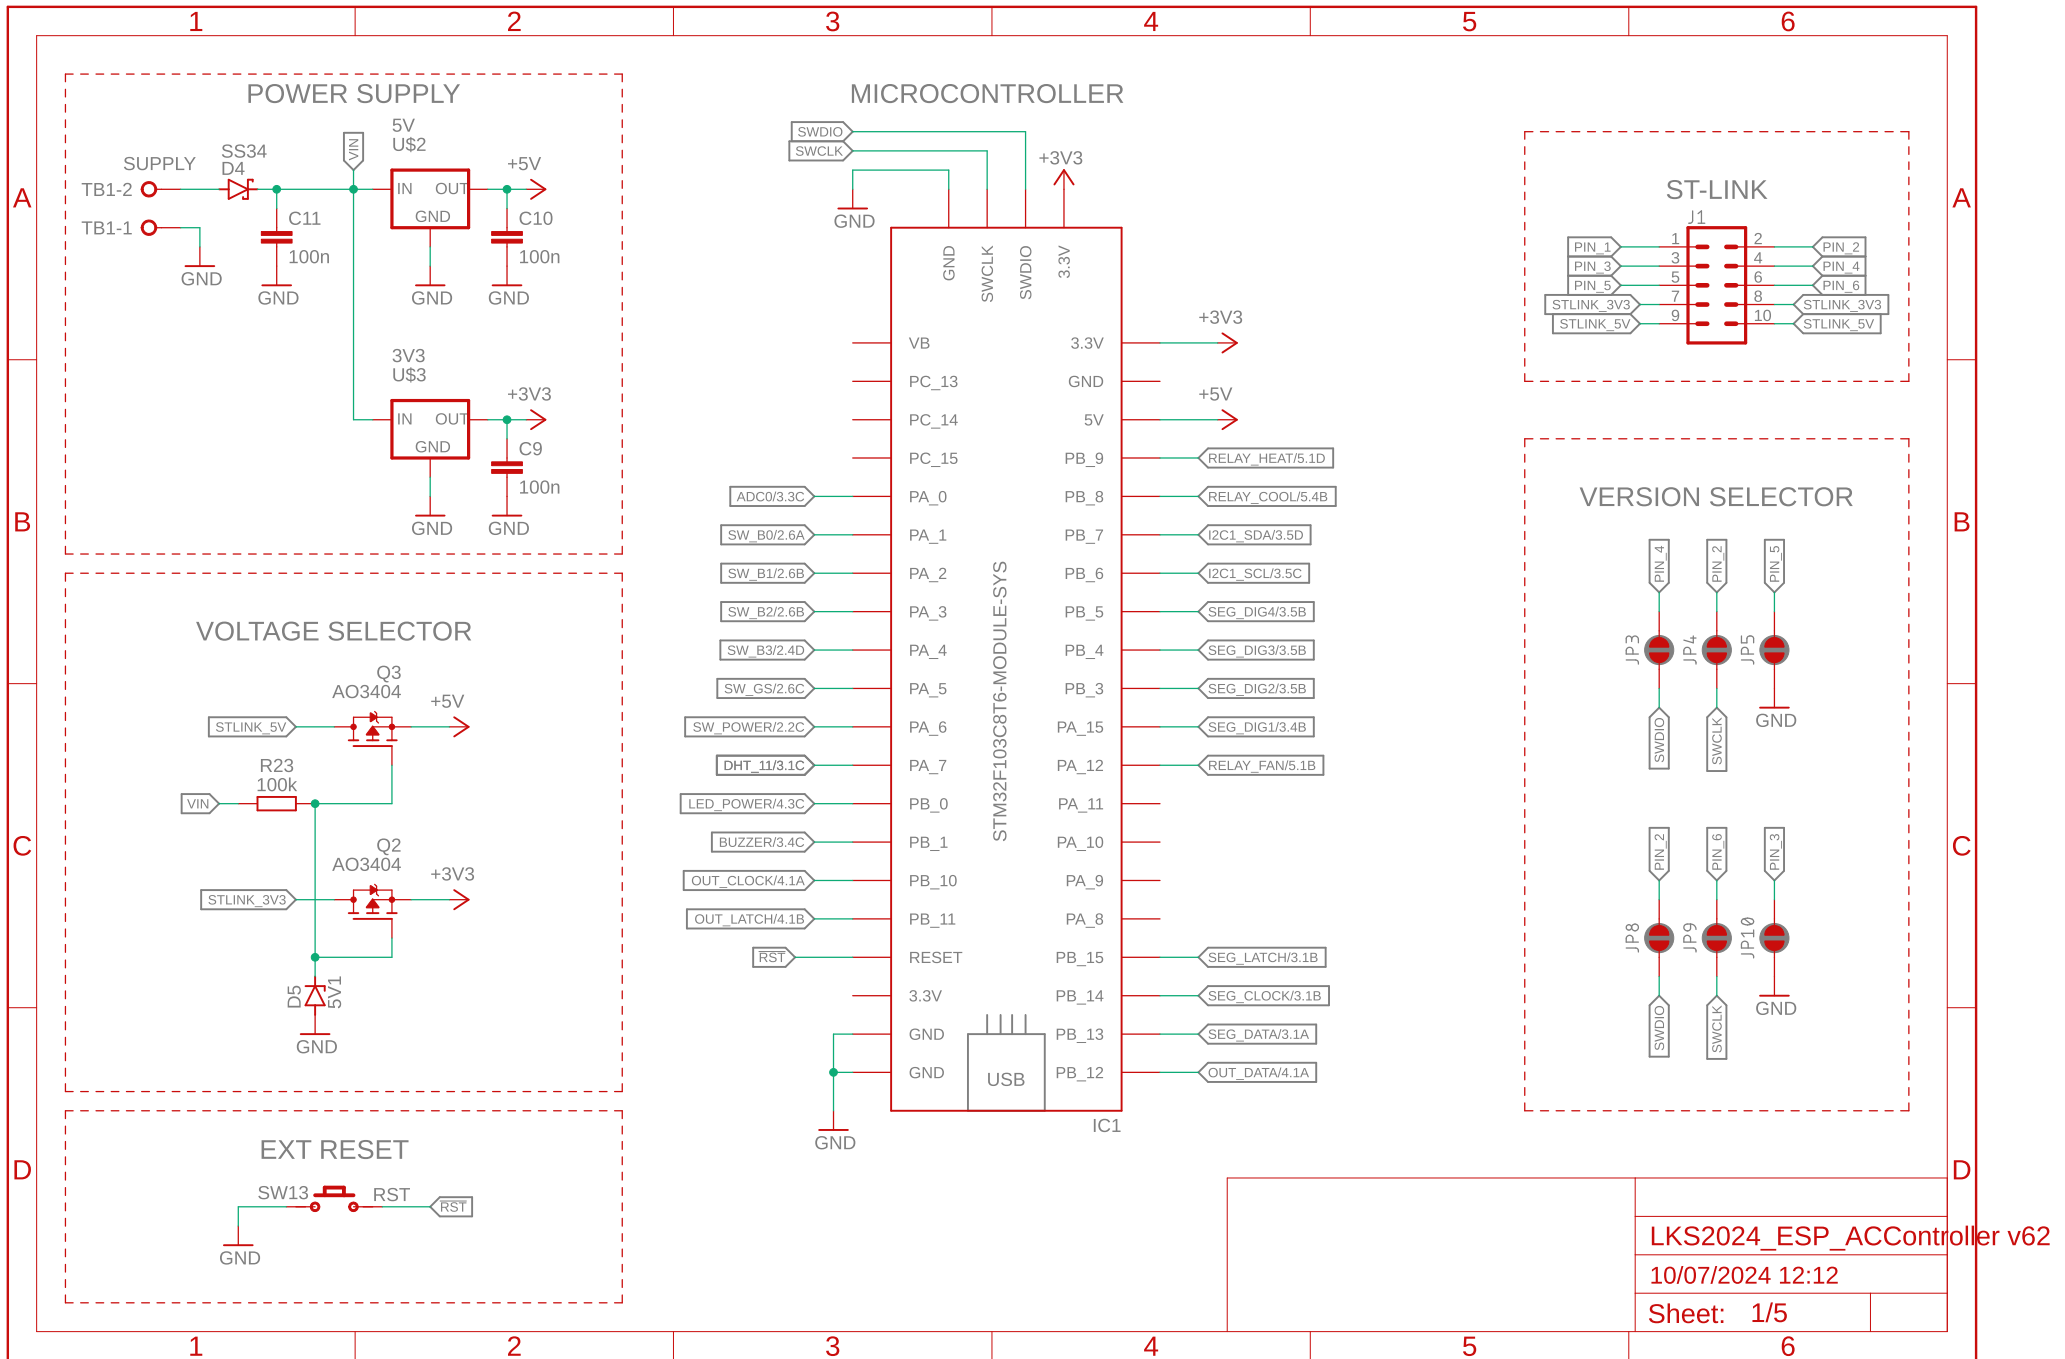 1 2 3 4 5 6
A
B
C
D
A
B
C
D
POWER SUPPLY
SUPPLY
TB1-2
TB1-1
GND
SS34
D4
C11
100n
GND
VIN
5V
U$2
IN OUT
GND
GND
+5V
C10
100n
GND
3V3
U$3
IN OUT
GND
GND
+3V3
C9
100n
GND
VOLTAGE SELECTOR
Q3
AO3404
STLINK_5V
+5V
R23
100k
VIN
Q2
AO3404
STLINK_3V3
+3V3
D5
5V1
GND
EXT RESET
SW13 RST
RST
GND
MICROCONTROLLER
SWDIO
SWCLK
GND
+3V3
GND
SWCLK
SWDIO
3.3V
STM32F103C8T6-MODULE-SYS
VB
PC_13
PC_14
PC_15
ADC0/3.3C PA_0
SW_B0/2.6A PA_1
SW_B1/2.6B PA_2
SW_B2/2.6B PA_3
SW_B3/2.4D PA_4
SW_GS/2.6C PA_5
SW_POWER/2.2C PA_6
DHT_11/3.1C PA_7
LED_POWER/4.3C PB_0
BUZZER/3.4C PB_1
OUT_CLOCK/4.1A PB_10
OUT_LATCH/4.1B PB_11
RST RESET
3.3V
GND
GND
GND
+3V3
3.3V
GND
+5V
5V
PB_9 RELAY_HEAT/5.1D
PB_8 RELAY_COOL/5.4B
PB_7 I2C1_SDA/3.5D
PB_6 I2C1_SCL/3.5C
PB_5 SEG_DIG4/3.5B
PB_4 SEG_DIG3/3.5B
PB_3 SEG_DIG2/3.5B
PA_15 SEG_DIG1/3.4B
PA_12 RELAY_FAN/5.1B
PA_11
PA_10
PA_9
PA_8
PB_15 SEG_LATCH/3.1B
PB_14 SEG_CLOCK/3.1B
PB_13 SEG_DATA/3.1A
PB_12 OUT_DATA/4.1A
USB
IC1
ST-LINK
J1
PIN_1 1 2 PIN_2
PIN_3 3 4 PIN_4
PIN_5 5 6 PIN_6
STLINK_3V3 7 8 STLINK_3V3
STLINK_5V 9 10 STLINK_5V
VERSION SELECTOR
PIN_4 PIN_2 PIN_5
JP3 JP4 JP5
SWDIO SWCLK GND
PIN_2 PIN_6 PIN_3
JP8 JP9 JP10
SWDIO SWCLK GND
LKS2024_ESP_ACController v62
10/07/2024 12:12
Sheet: 1/5
1 2 3 4 5 6